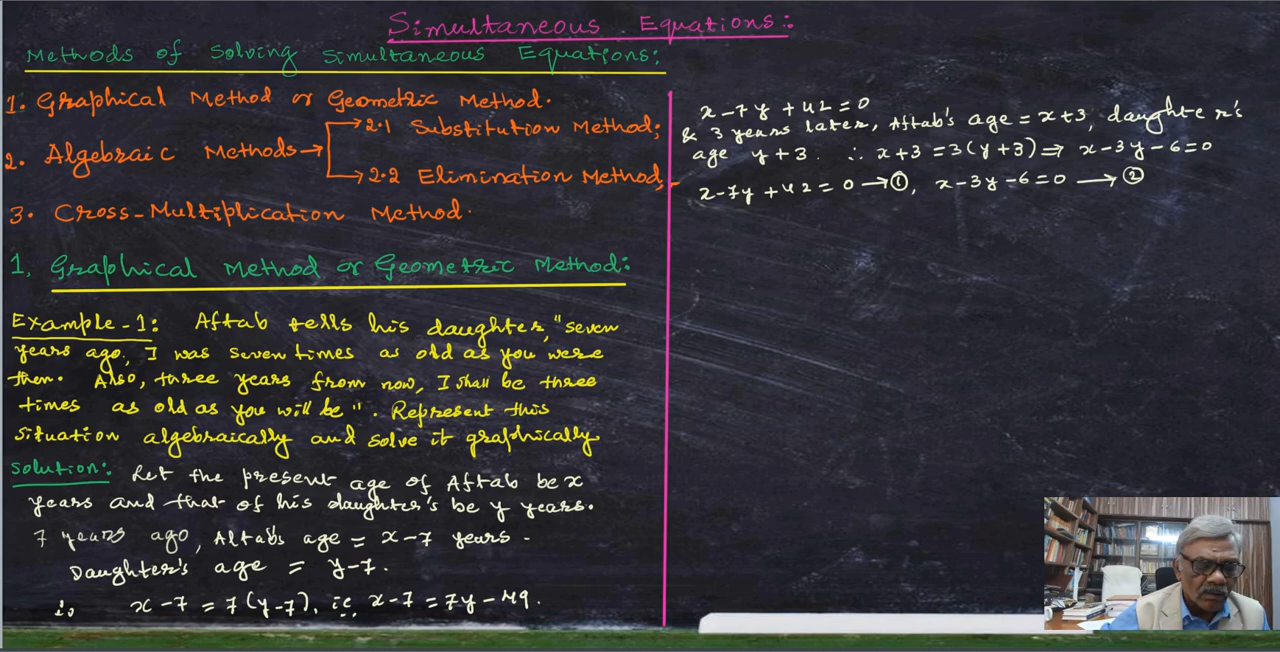 Simultaneous Equations:
Methods of Solving Simultaneous Equations:
1. Graphical Method or Geometric Method.
2. Algebraic Methods → 2.1 Substitution Method;
→ 2.2 Elimination Method,
3. Cross-Multiplication Method.
1. Graphical Method or Geometric Method:
Example-1: Aftab tells his daughter, "seven
years ago, I was seven times as old as you were
then. Also, three years from now, I shall be three
times as old as you will be". Represent this
situation algebraically and solve it graphically
Solution: Let the present age of Aftab be x
years and that of his daughter's be y years.
7 years ago, Aftab's age = x-7 years.
Daughter's age = y-7.
x-7 = 7(y-7), ie, x-7 = 7y-49.
x-7y+42=0
& 3 years later, Aftab's age = x+3, daughter's
age y+3. ∴ x+3 = 3(y+3) ⇒ x-3y-6=0
x-7y+42=0 → ①, x-3y-6=0 → ②